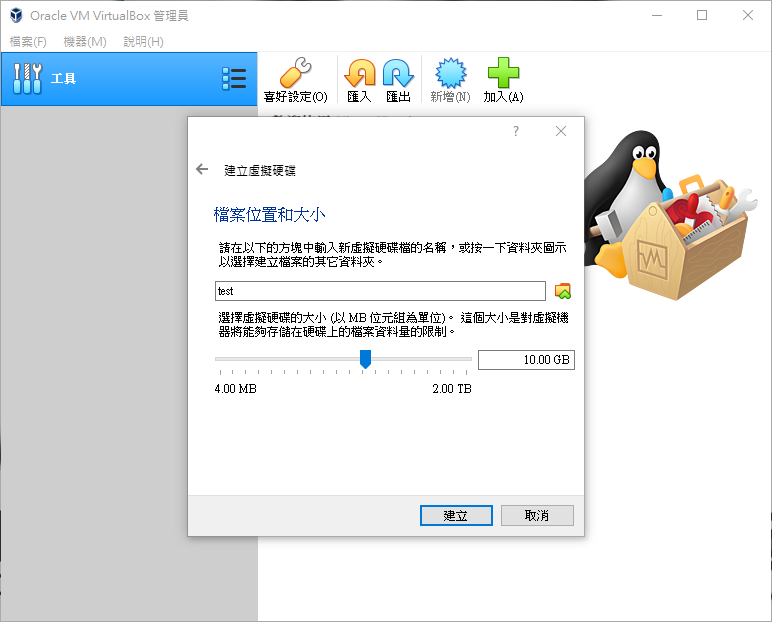 Oracle VM VirtualBox 管理員
檔案(F) 機器(M) 說明(H)
工具
喜好設定(O) 匯入 匯出 新增(N) 加入(A)
?
建立虛擬硬碟
檔案位置和大小
請在以下的方塊中輸入新虛擬硬碟檔的名稱，或按一下資料夾圖示
以選擇建立檔案的其它資料夾。
test
選擇虛擬硬碟的大小 (以 MB 位元組為單位)。 這個大小是對虛擬機
器將能夠存儲在硬碟上的檔案資料量的限制。
10.00 GB
4.00 MB 2.00 TB
建立 取消